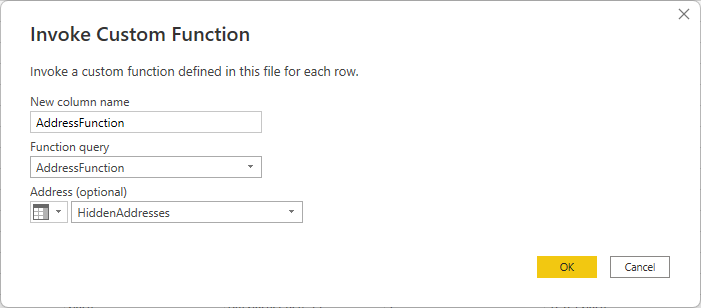 Invoke Custom Function
Invoke a custom function defined in this file for each row.
New column name
AddressFunction
Function query
AddressFunction
Address (optional)
HiddenAddresses
OK
Cancel